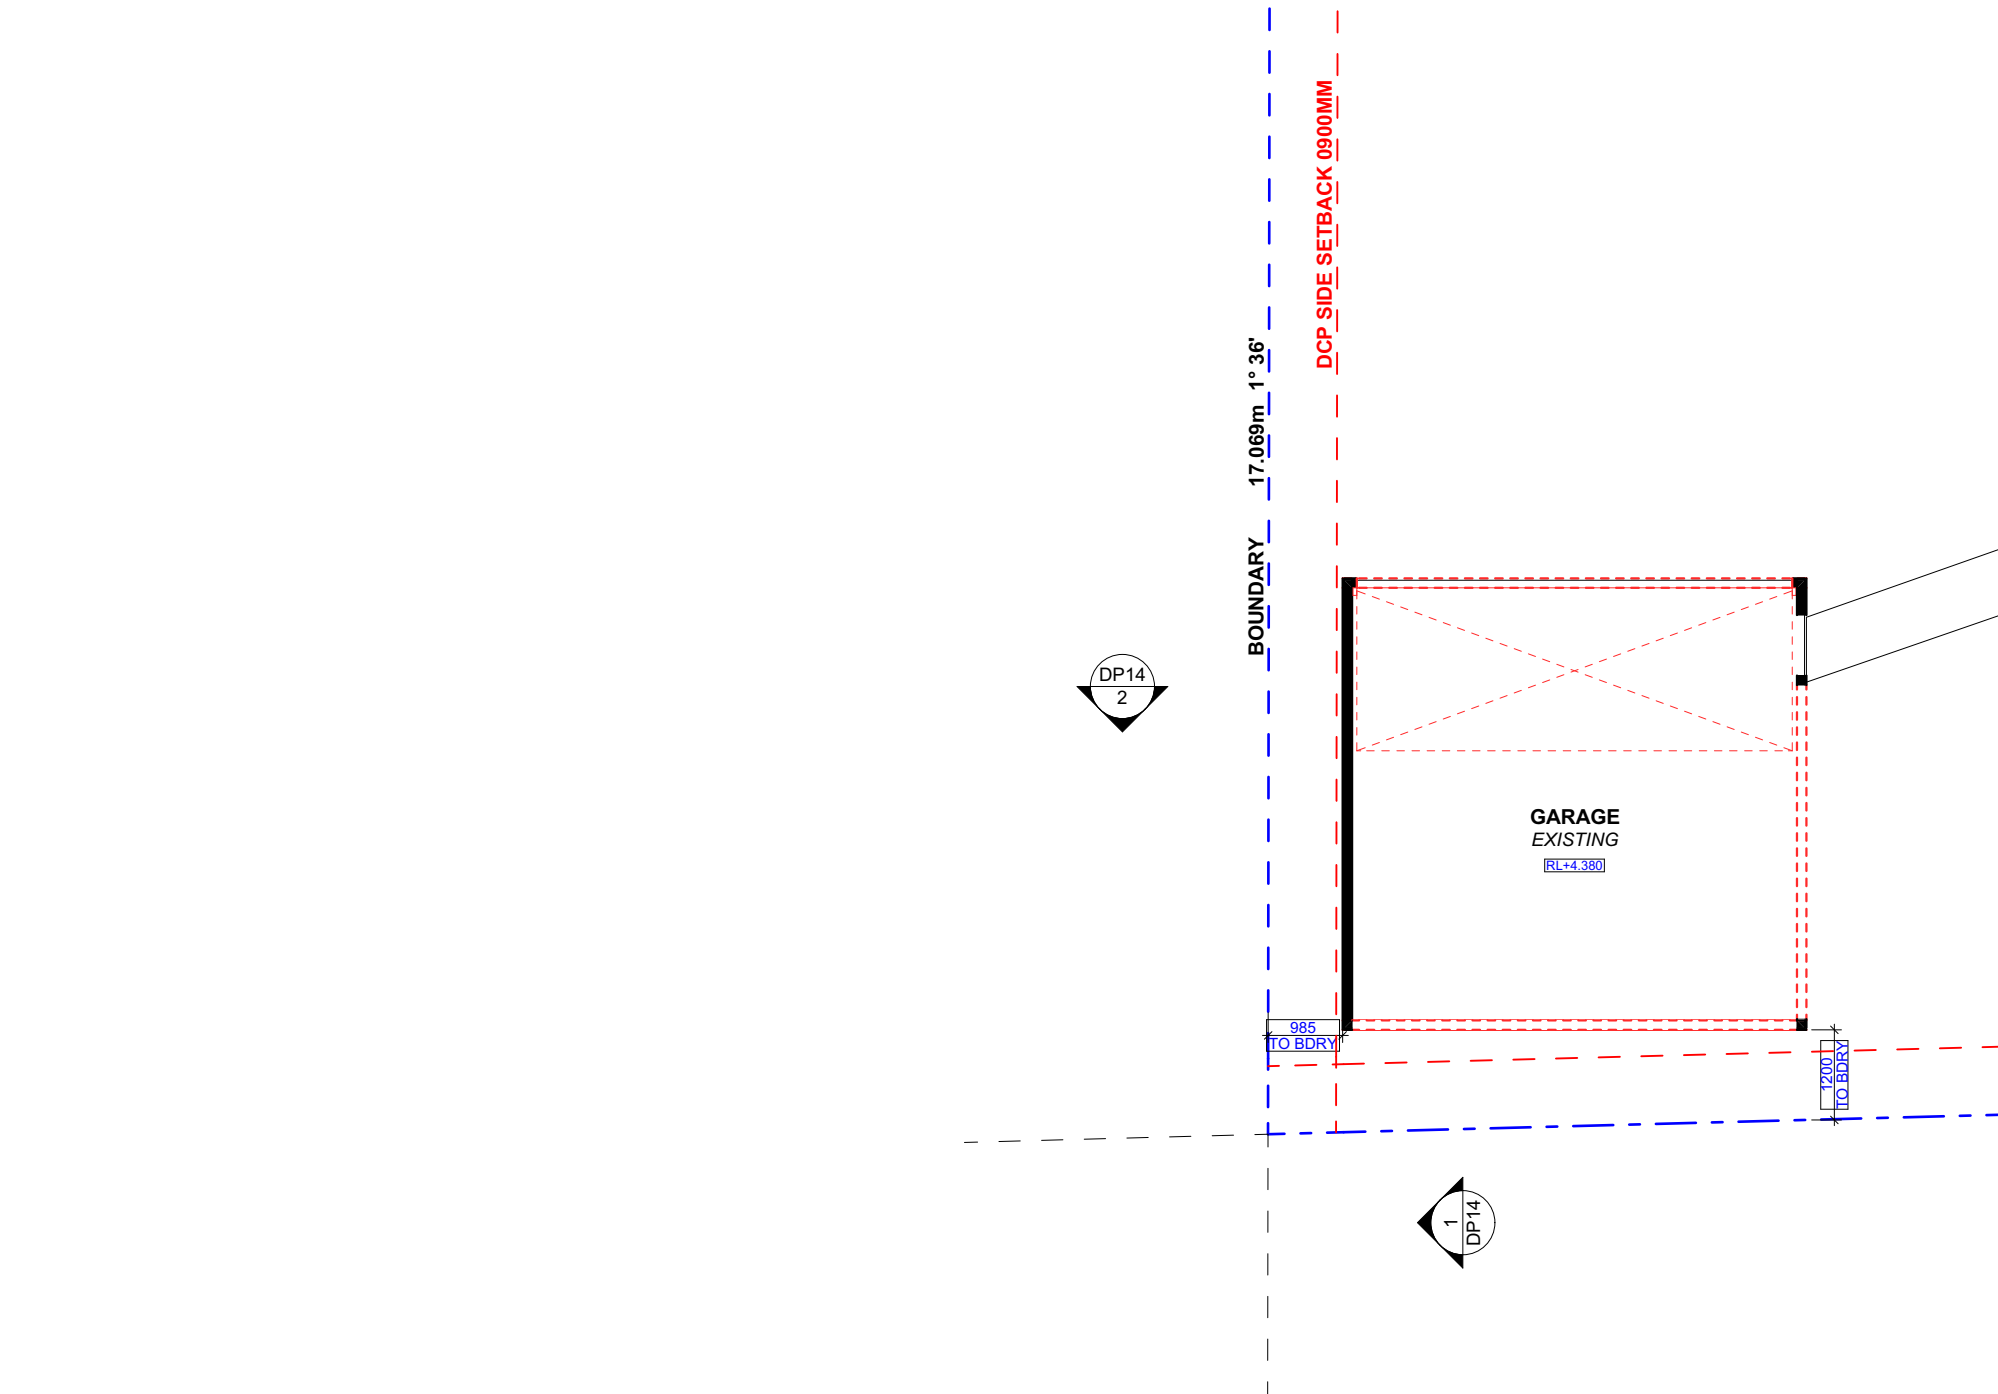 DCP SIDE SETBACK 0900MM
BOUNDARY 17.069m 1° 36'
DP14
2
GARAGE
EXISTING
RL+4.380
985
TO BDRY
1200
TO BDRY
1
DP14